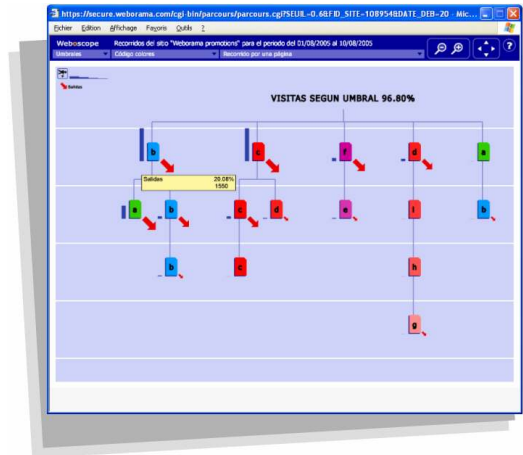 https://secure.weborama.com/cgi-bin/parcours/parcours.cgi?SEUIL=0.6&FID_SITE=108954&DATE_DEB=20 - Mic...
Fichier Edition Affichage Favoris Outils ?
Weboscope Recorridos del sitio "Weborama promotions" para el periodo del 01/08/2005 al 10/08/2005
Umbrales Código colores Recorrido por una página
Salidas
VISITAS SEGUN UMBRAL 96.80%
b c f d a
Salidas 20.08%
1550
a b c d e i b
b c h
g